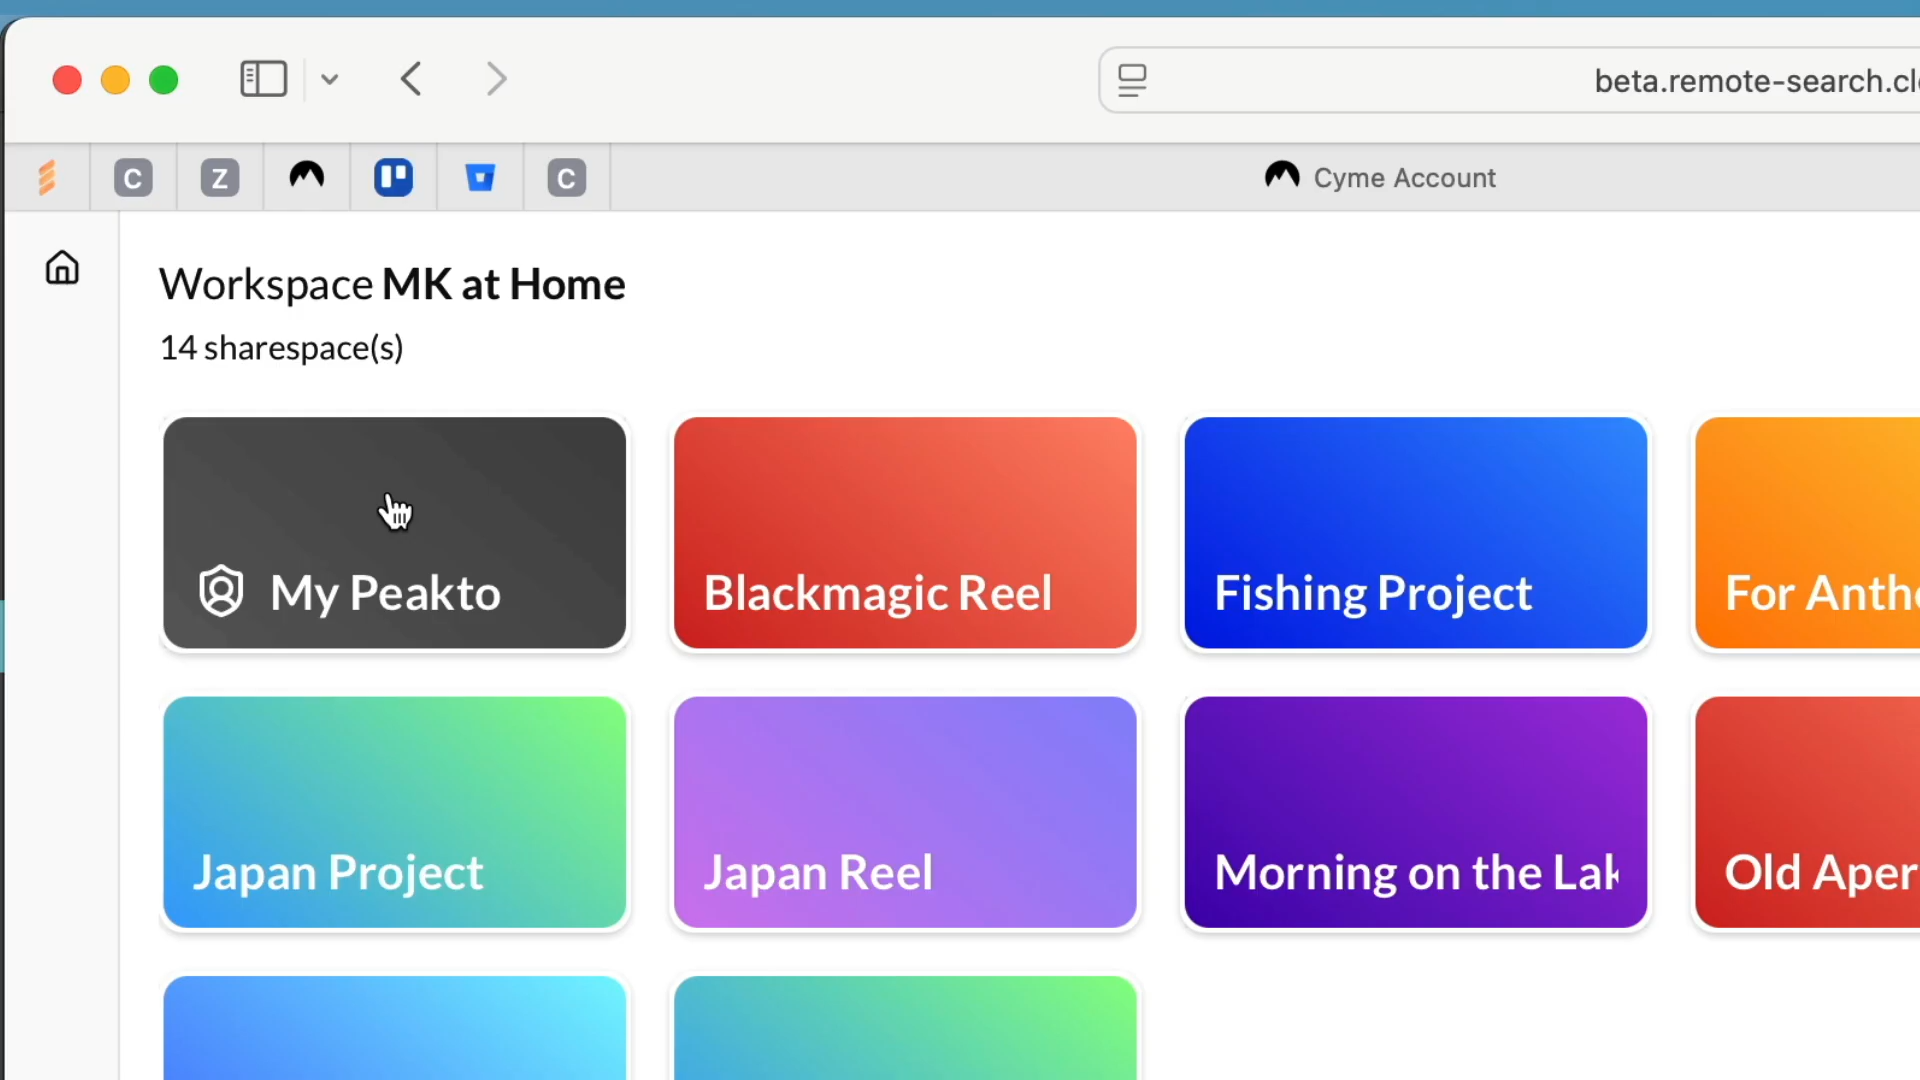 beta.remote-search.cl
C
Z
C
Cyme Account
Workspace MK at Home
14 sharespace(s)
My Peakto
Blackmagic Reel
Fishing Project
For Anth
Japan Project
Japan Reel
Morning on the Lak
Old Aper